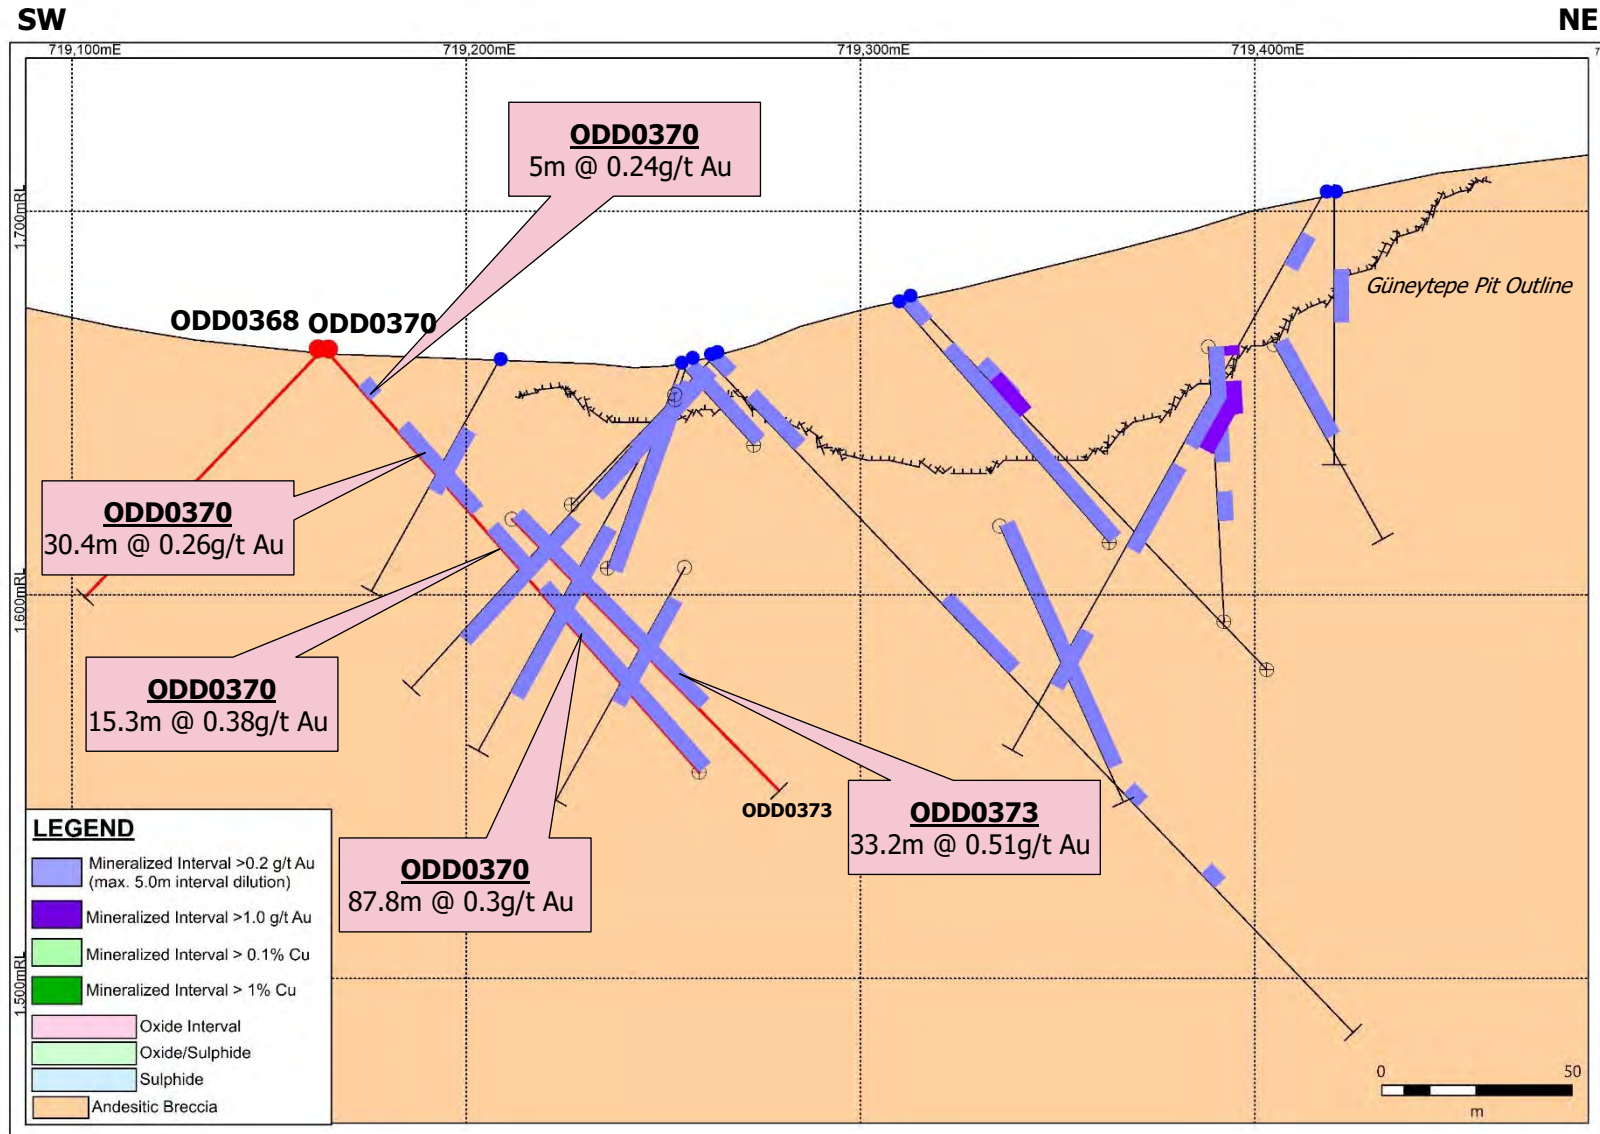 SW
NE
719,100mE
719,200mE
719,300mE
719,400mE
7
ODD0370
5m @ 0.24g/t Au
1,700mRL
Güneytepe Pit Outline
ODD0368
ODD0370
ODD0370
30.4m @ 0.26g/t Au
1,600mRL
ODD0370
15.3m @ 0.38g/t Au
ODD0373
ODD0373
33.2m @ 0.51g/t Au
ODD0370
87.8m @ 0.3g/t Au
1,500mRL
LEGEND
Mineralized Interval >0.2 g/t Au
(max. 5.0m interval dilution)
Mineralized Interval >1.0 g/t Au
Mineralized Interval > 0.1% Cu
Mineralized Interval > 1% Cu
Oxide Interval
Oxide/Sulphide
Sulphide
Andesitic Breccia
0
50
m